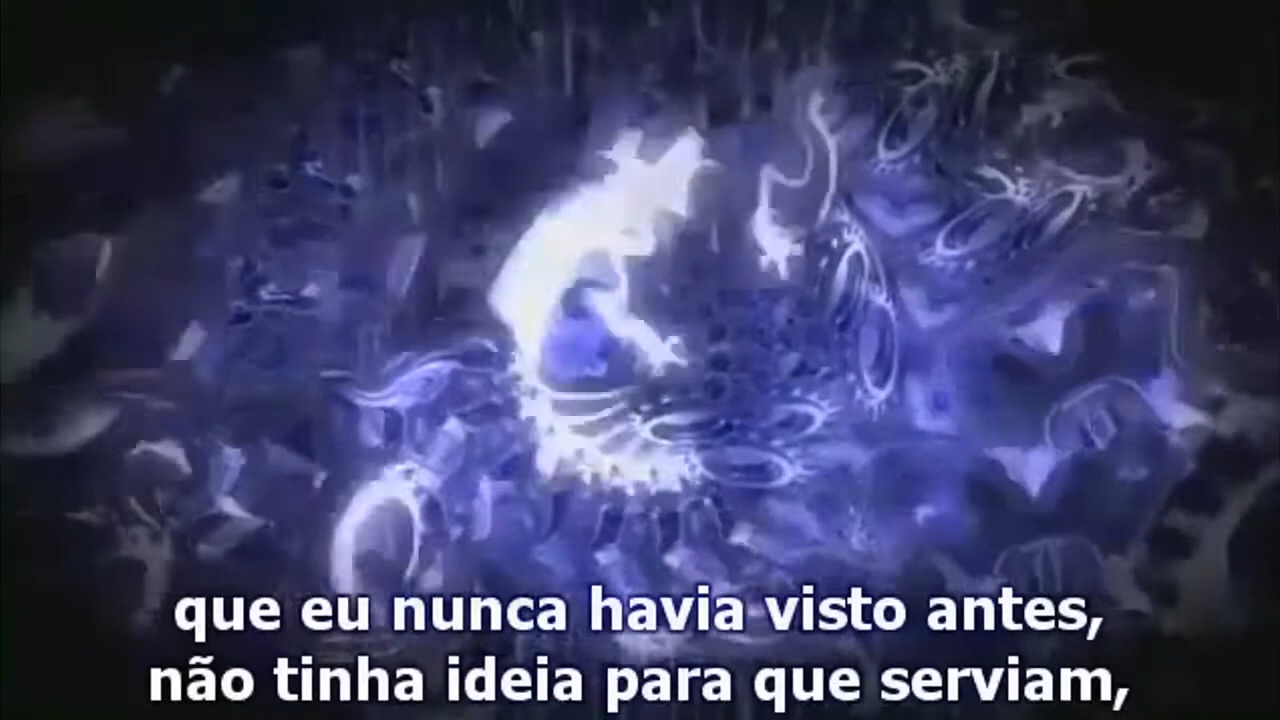 que eu nunca havia visto antes,
não tinha ideia para que serviam,